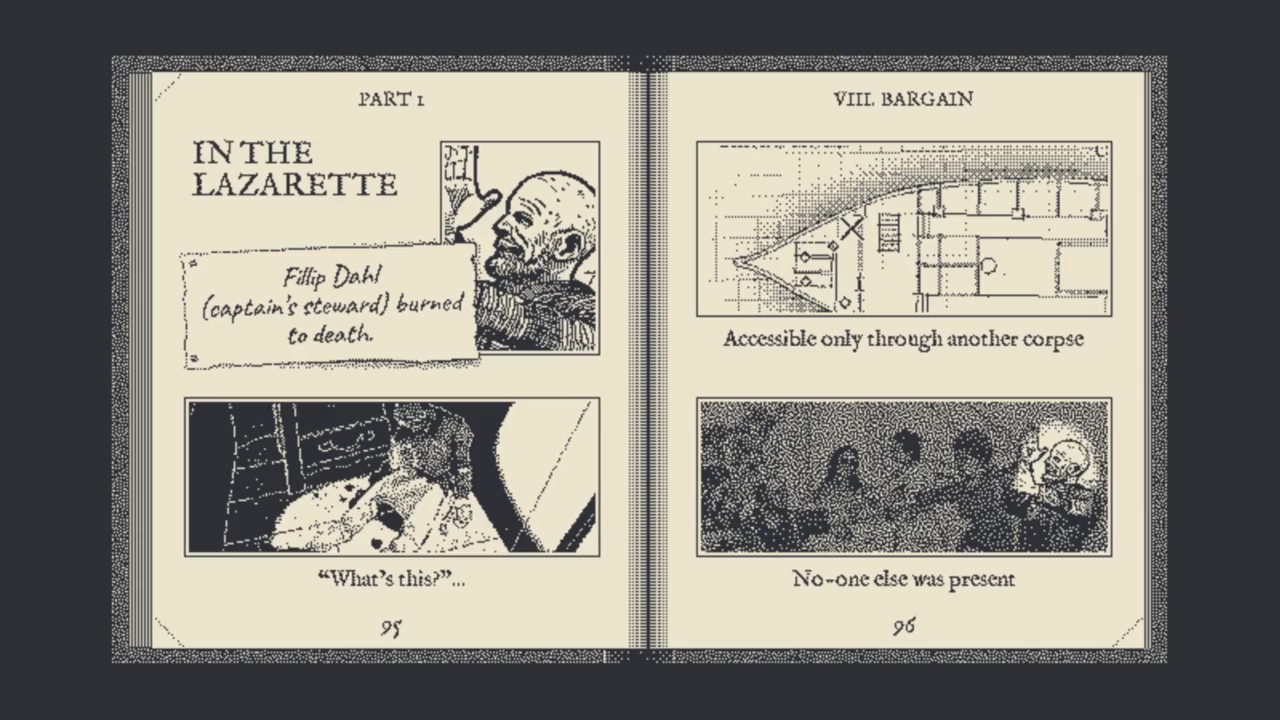 PART 1
IN THE
LAZARETTE
Fillip Dahl
(captain's steward) burned
to death.
“What’s this?”...
95
VIII. BARGAIN
Accessible only through another corpse
No-one else was present
96